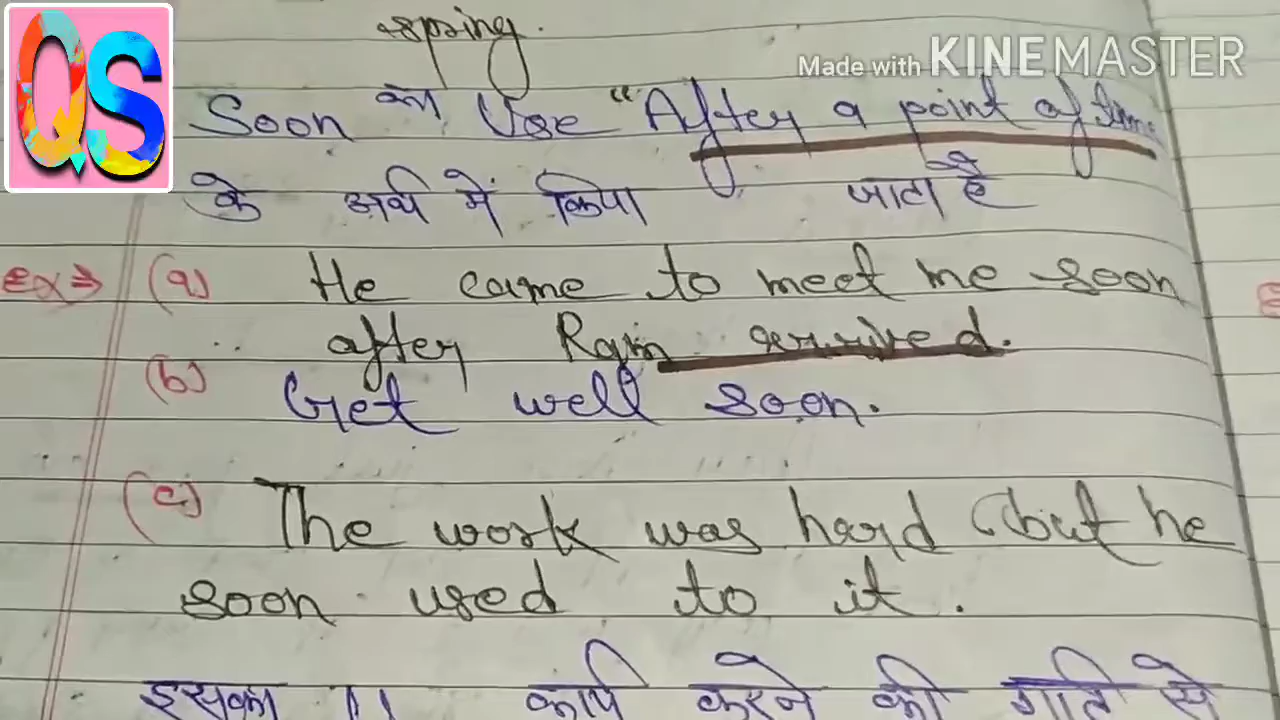 spring.
QS
Made with KINEMASTER
Soon का Use "After a point of time
के अर्थ में किया जाता है
Ex⇒ (a) He came to meet me soon
after Ram arrived.
(b) Get well soon.
(c) The work was hard (but he
soon used to it.
इसका कार्य करने की गति से